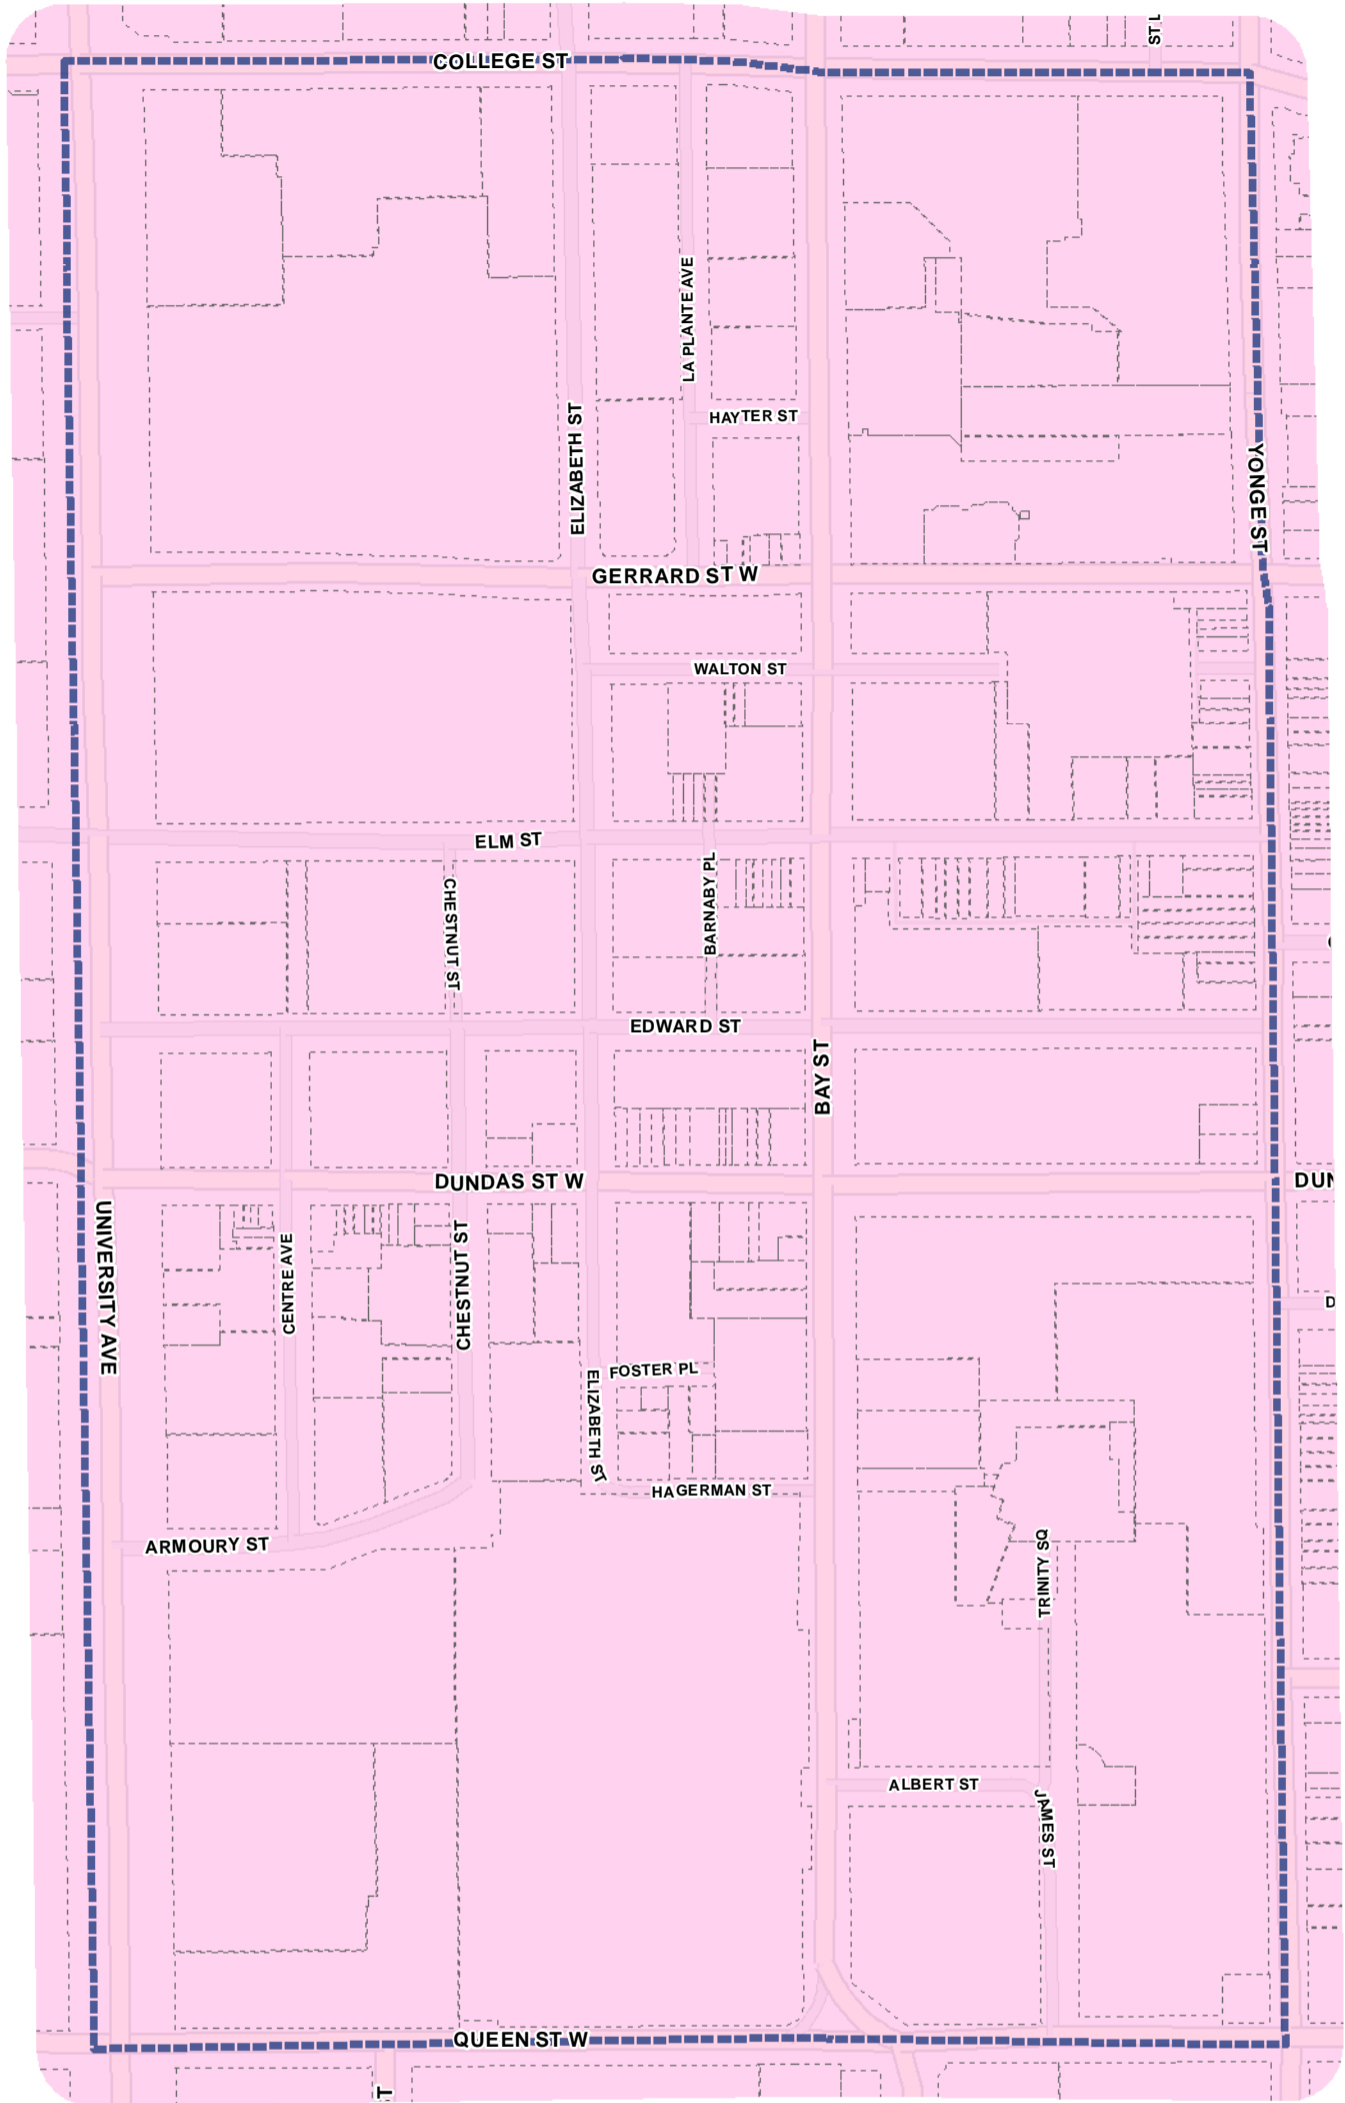 ST L
COLLEGE ST
LA PLANTE AVE
HAYTER ST
ELIZABETH ST
YONGE ST
GERRARD ST W
WALTON ST
ELM ST
CHESTNUT ST
BARNABY PL
EDWARD ST
BAY ST
DUNDAS ST W
DUN
UNIVERSITY AVE
CENTRE AVE
CHESTNUT ST
D
FOSTER PL
ELIZABETH ST
HAGERMAN ST
ARMOURY ST
TRINITY SQ
ALBERT ST
JAMES ST
QUEEN ST W
T